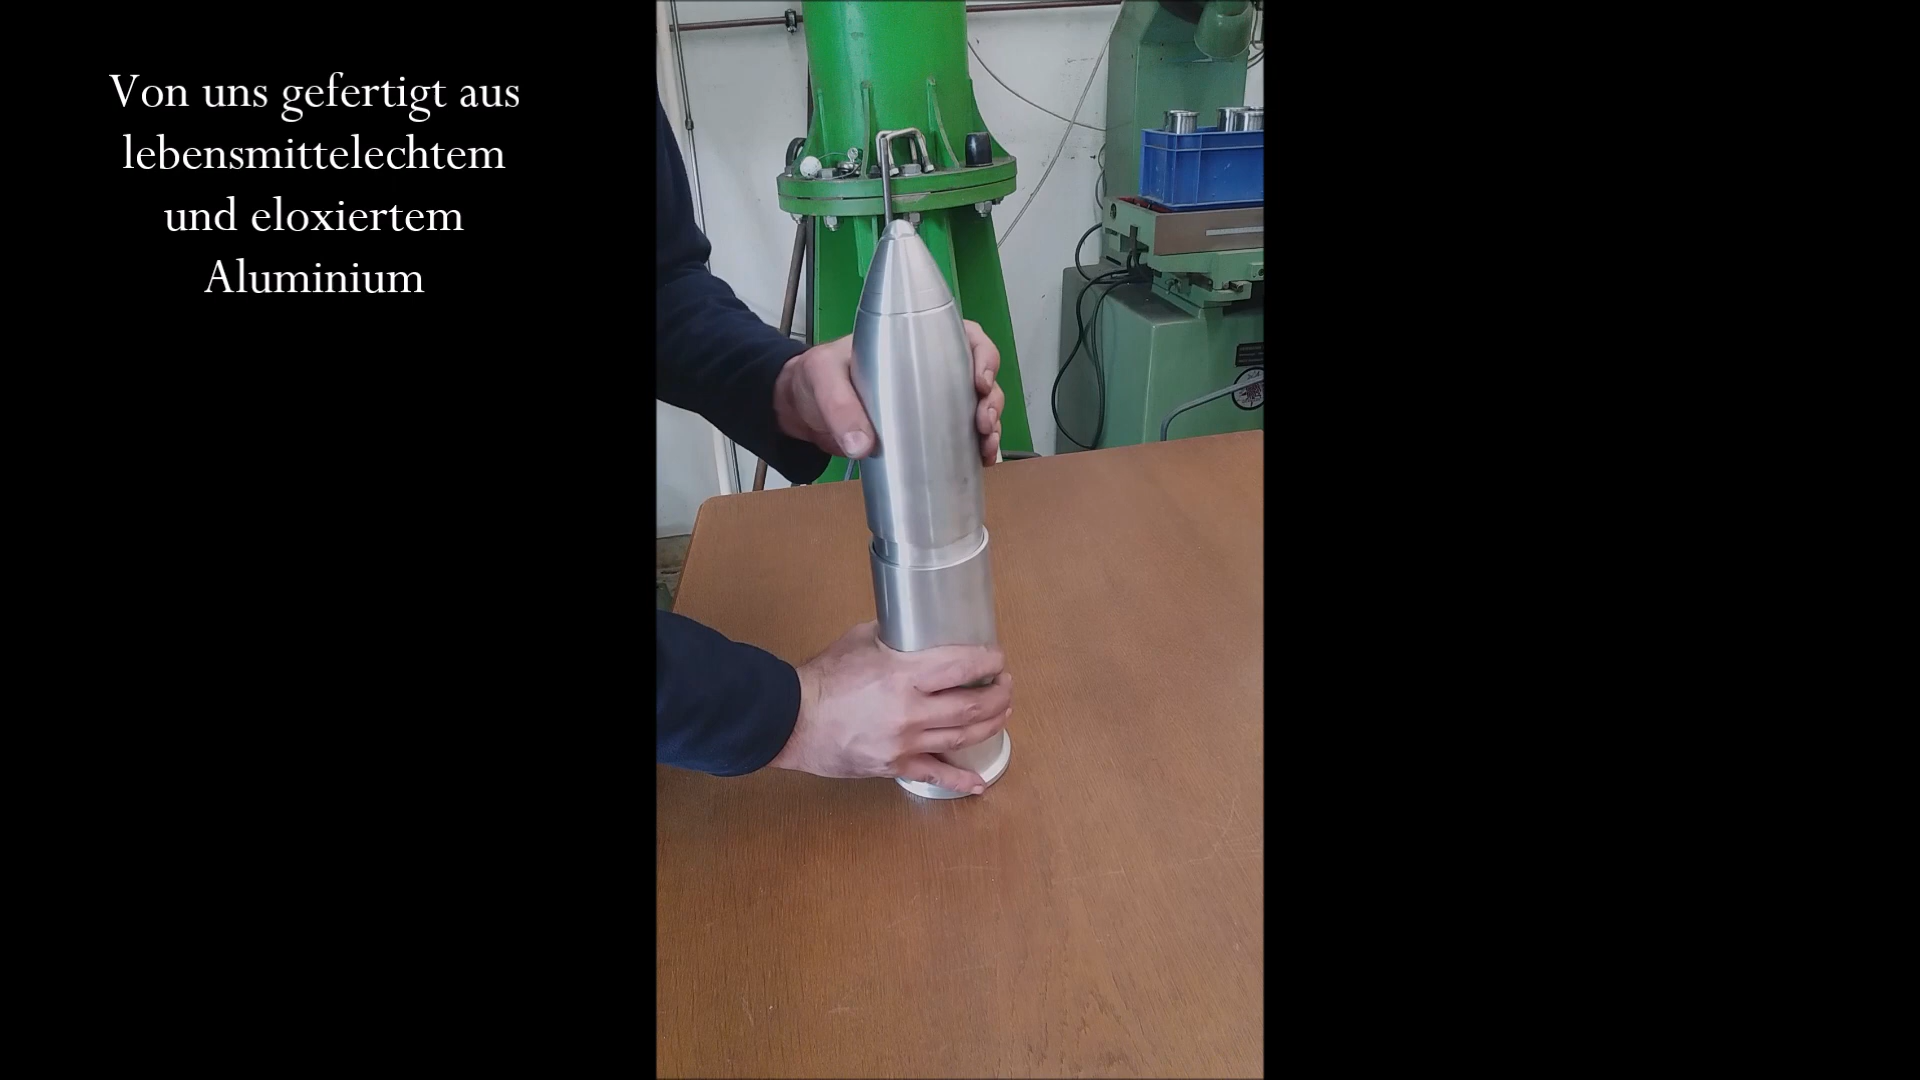 Von uns gefertigt aus
lebensmittelechtem
und eloxiertem
Aluminium